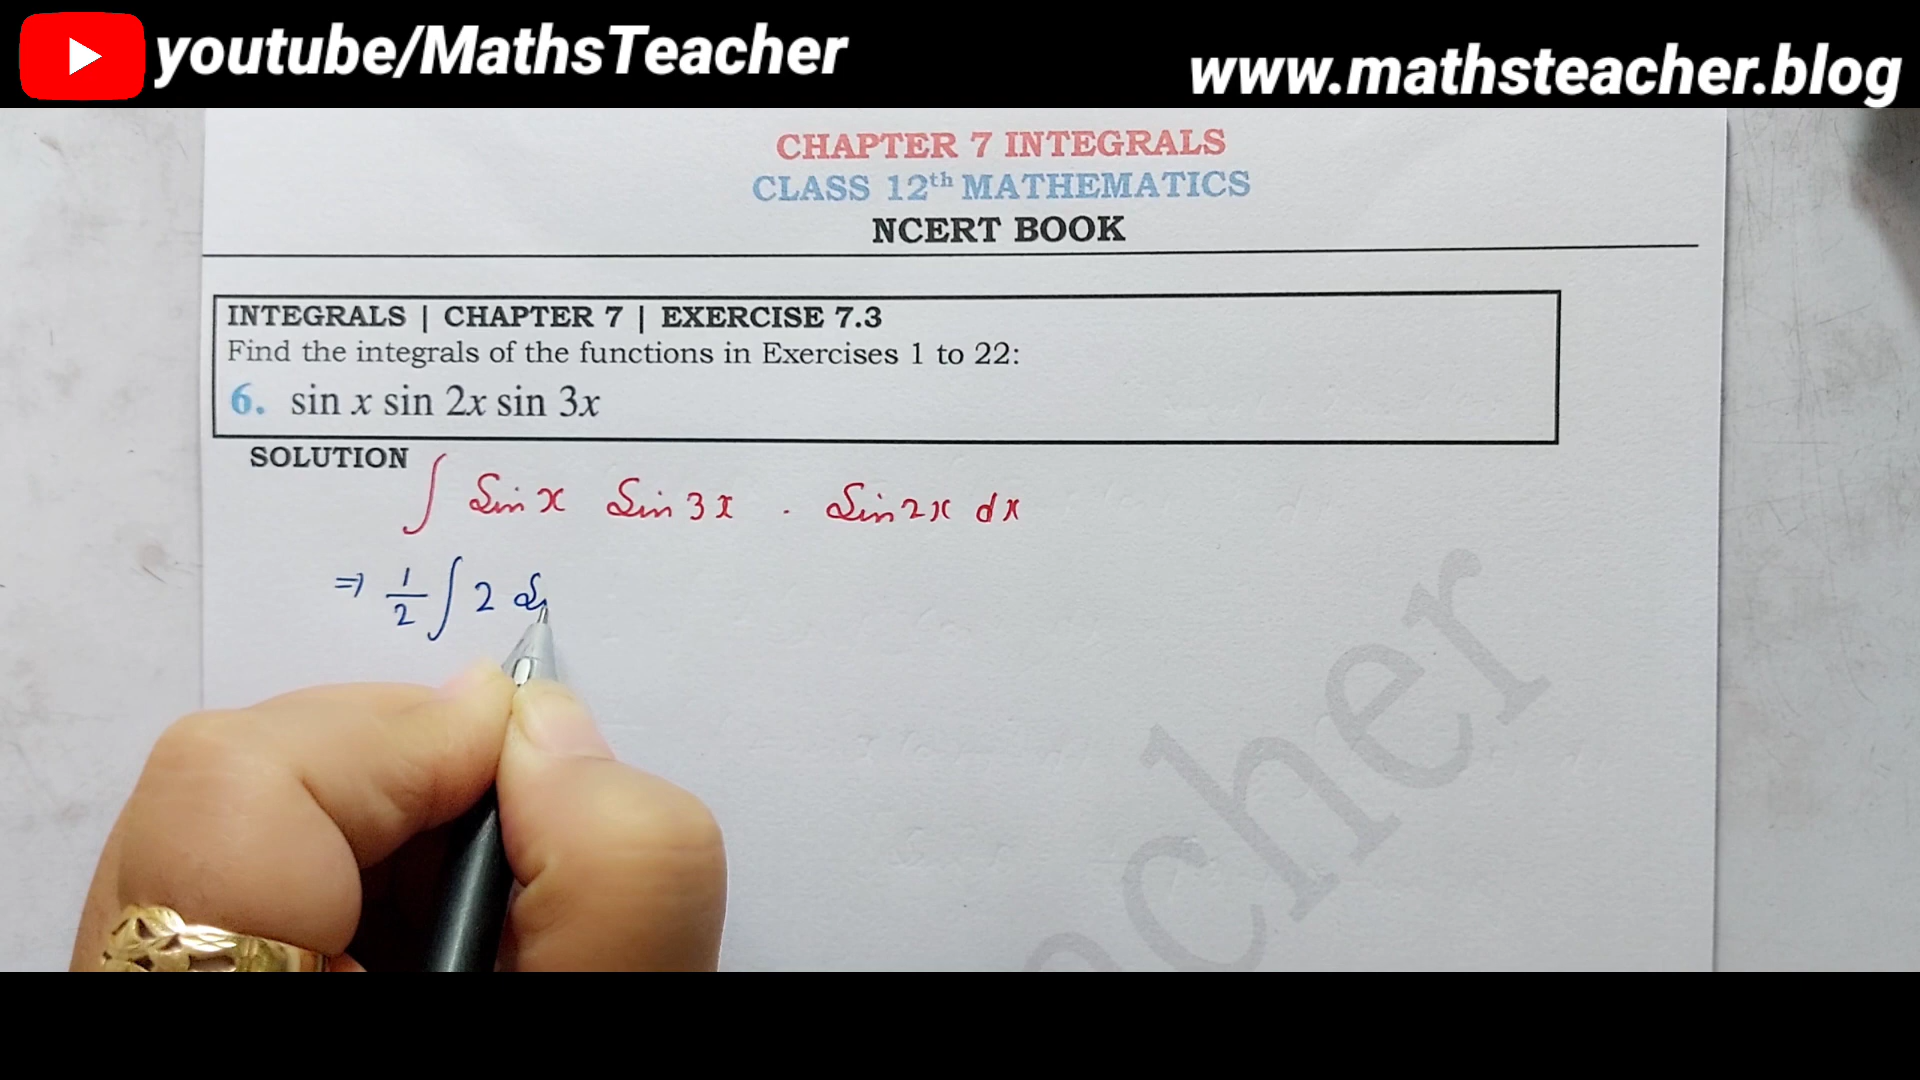 youtube/MathsTeacher
www.mathsteacher.blog
CHAPTER 7 INTEGRALS
CLASS 12th MATHEMATICS
NCERT BOOK
INTEGRALS | CHAPTER 7 | EXERCISE 7.3
Find the integrals of the functions in Exercises 1 to 22:
6. sin x sin 2x sin 3x
SOLUTION
∫ Sin x Sin 3x · Sin 2x dx
⇒ 1/2 ∫ 2 S
cher